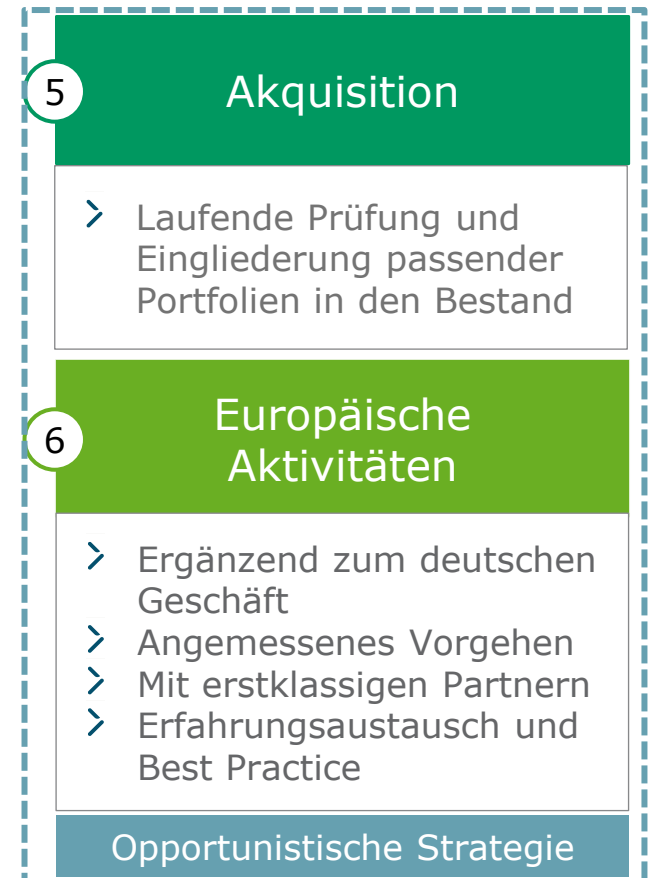 5
Akquisition
Laufende Prüfung und
Eingliederung passender
Portfolien in den Bestand
6
Europäische
Aktivitäten
Ergänzend zum deutschen
Geschäft
Angemessenes Vorgehen
Mit erstklassigen Partnern
Erfahrungsaustausch und
Best Practice
Opportunistische Strategie